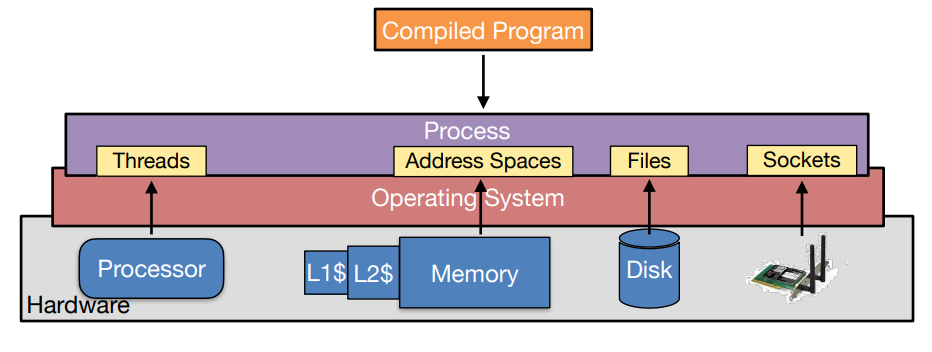 Compiled Program
Process
Threads
Address Spaces
Files
Sockets
Operating System
Processor
L1$
L2$
Memory
Disk
Hardware